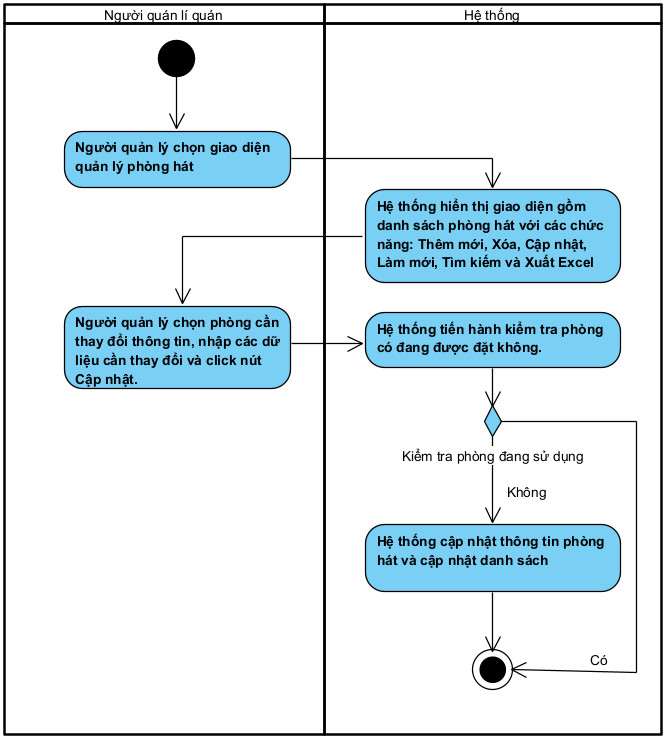 Người quán lí quán
Hệ thống
Người quản lý chọn giao diện
quản lý phòng hát
Hệ thống hiển thị giao diện gồm
danh sách phòng hát với các chức
năng: Thêm mới, Xóa, Cập nhật,
Làm mới, Tìm kiếm và Xuất Excel
Người quản lý chọn phòng cần
thay đổi thông tin, nhập các dữ
liệu cần thay đổi và click nút
Cập nhật.
Hệ thống tiến hành kiểm tra phòng
có đang được đặt không.
Kiểm tra phòng đang sử dụng
Không
Hệ thống cập nhật thông tin phòng
hát và cập nhật danh sách
Có